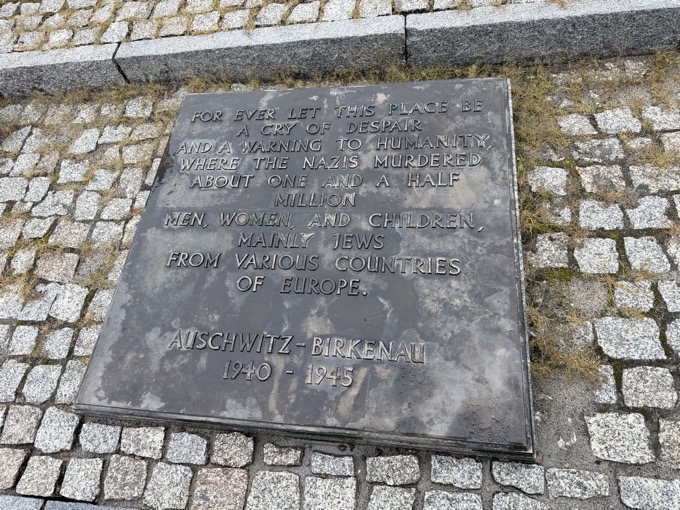 FOR EVER LET THIS PLACE BE
A CRY OF DESPAIR
AND A WARNING TO HUMANITY,
WHERE THE NAZIS MURDERED
ABOUT ONE AND A HALF
MILLION
MEN, WOMEN, AND CHILDREN,
MAINLY JEWS
FROM VARIOUS COUNTRIES
OF EUROPE.
AUSCHWITZ-BIRKENAU
1940 - 1945